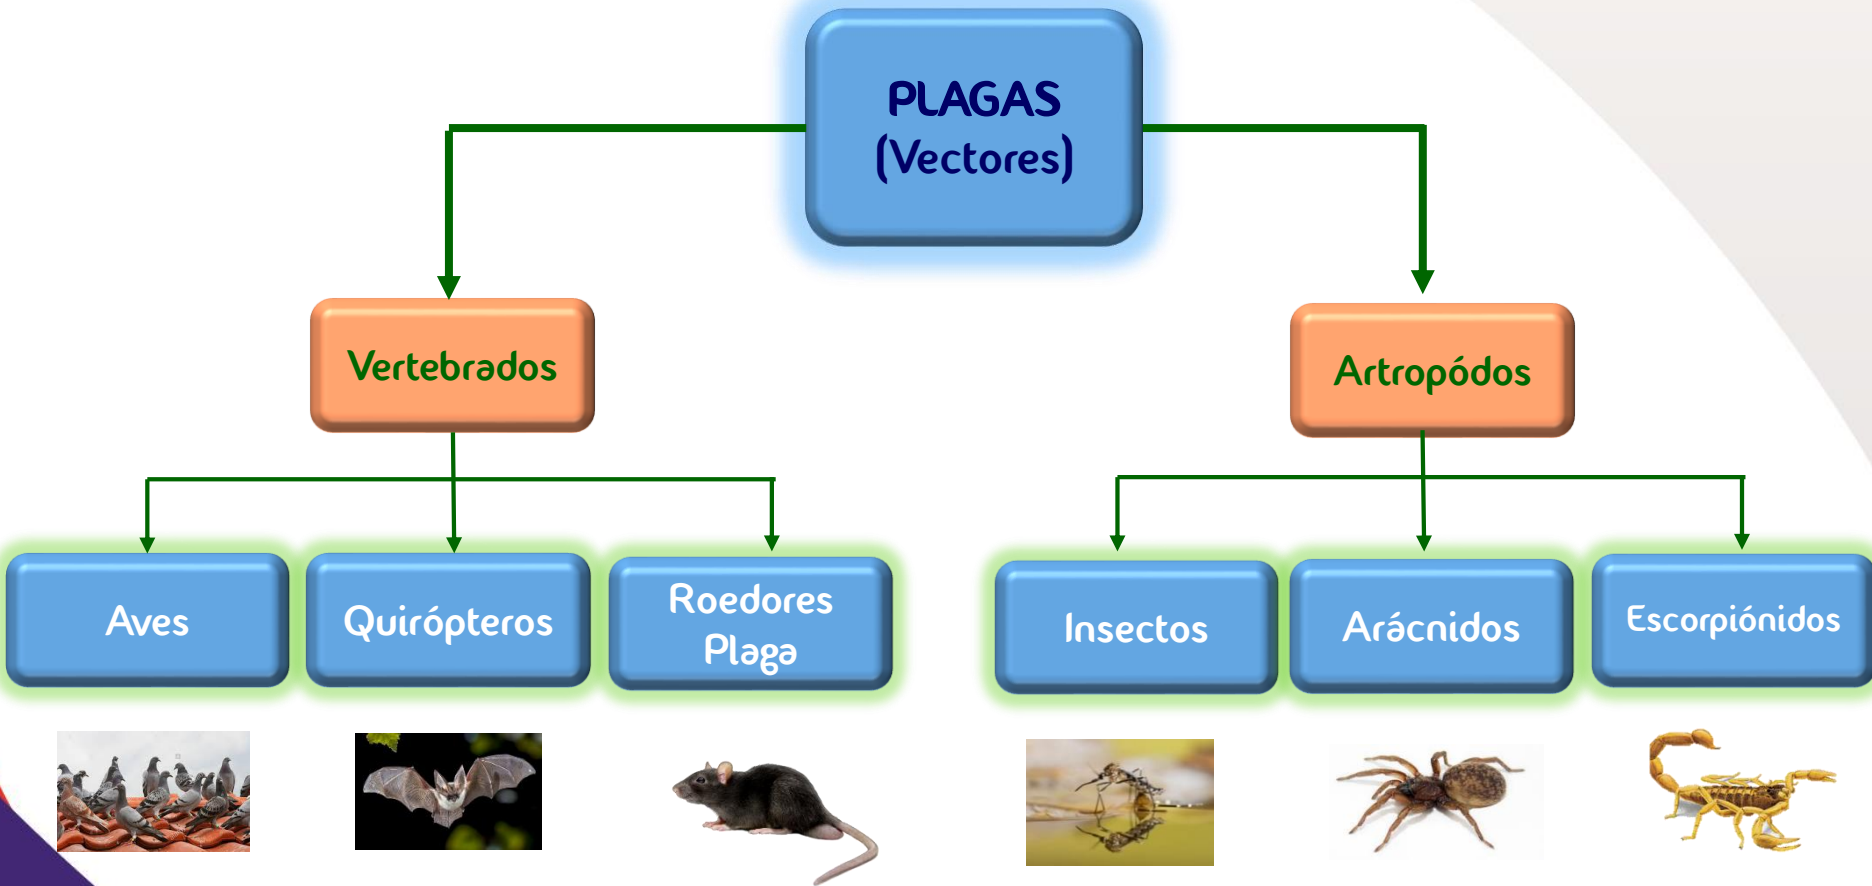 PLAGAS
(Vectores)
Vertebrados
Artropódos
Aves
Quirópteros
Roedores
Plaga
Insectos
Arácnidos
Escorpiónidos